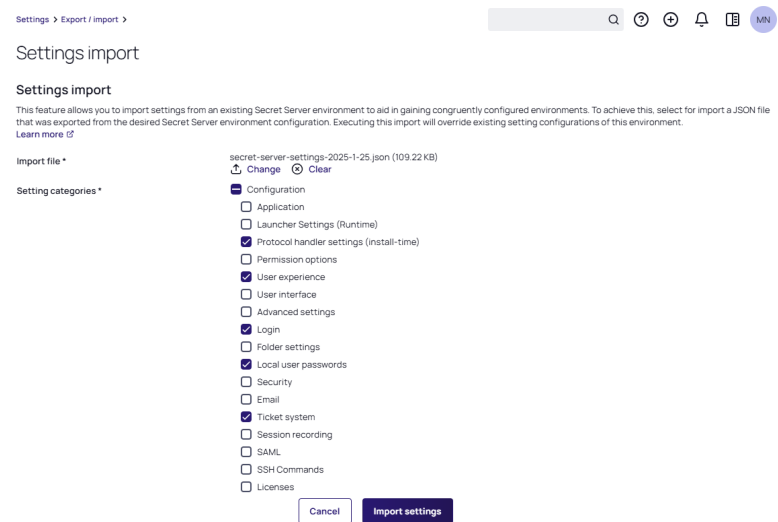 Settings > Export / import >
MN
Settings import
Settings import
This feature allows you to import settings from an existing Secret Server environment to aid in gaining congruently configured environments. To achieve this, select for import a JSON file
that was exported from the desired Secret Server environment configuration. Executing this import will override existing setting configurations of this environment.
Learn more
Import file *
secret-server-settings-2025-1-25.json (109.22 KB)
Change Clear
Setting categories *
Configuration
Application
Launcher Settings (Runtime)
Protocol handler settings (install-time)
Permission options
User experience
User interface
Advanced settings
Login
Folder settings
Local user passwords
Security
Email
Ticket system
Session recording
SAML
SSH Commands
Licenses
Cancel Import settings